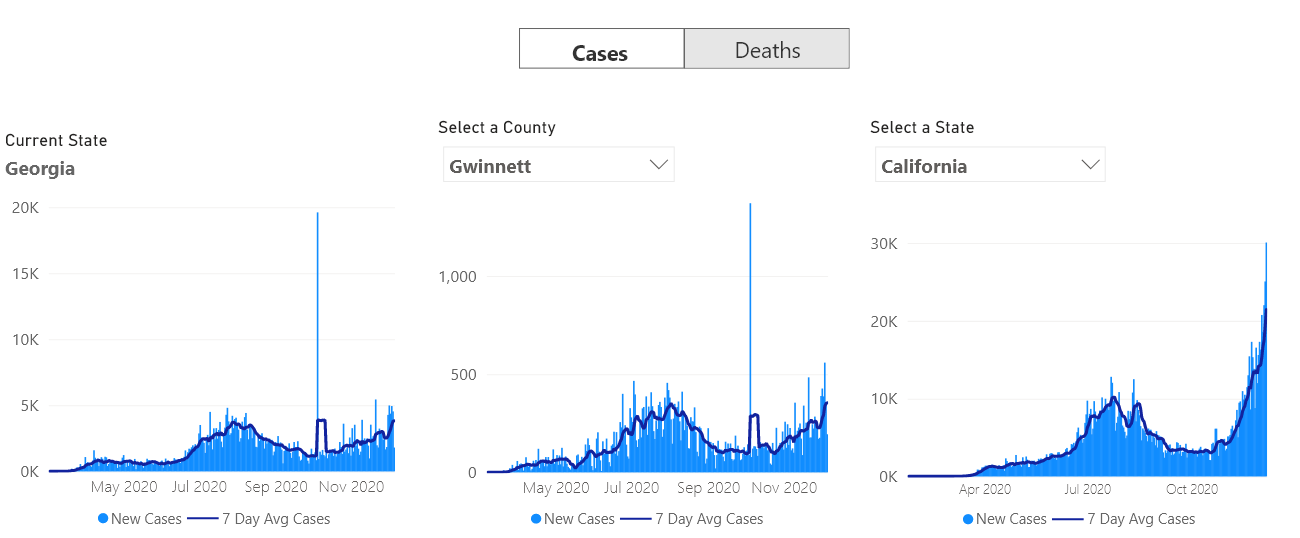 Cases
Deaths
Current State
Georgia
20K
15K
10K
5K
0K
May 2020
Jul 2020
Sep 2020
Nov 2020
New Cases
7 Day Avg Cases
Select a County
Gwinnett
1,000
500
0
May 2020
Jul 2020
Sep 2020
Nov 2020
New Cases
7 Day Avg Cases
Select a State
California
30K
20K
10K
0K
Apr 2020
Jul 2020
Oct 2020
New Cases
7 Day Avg Cases